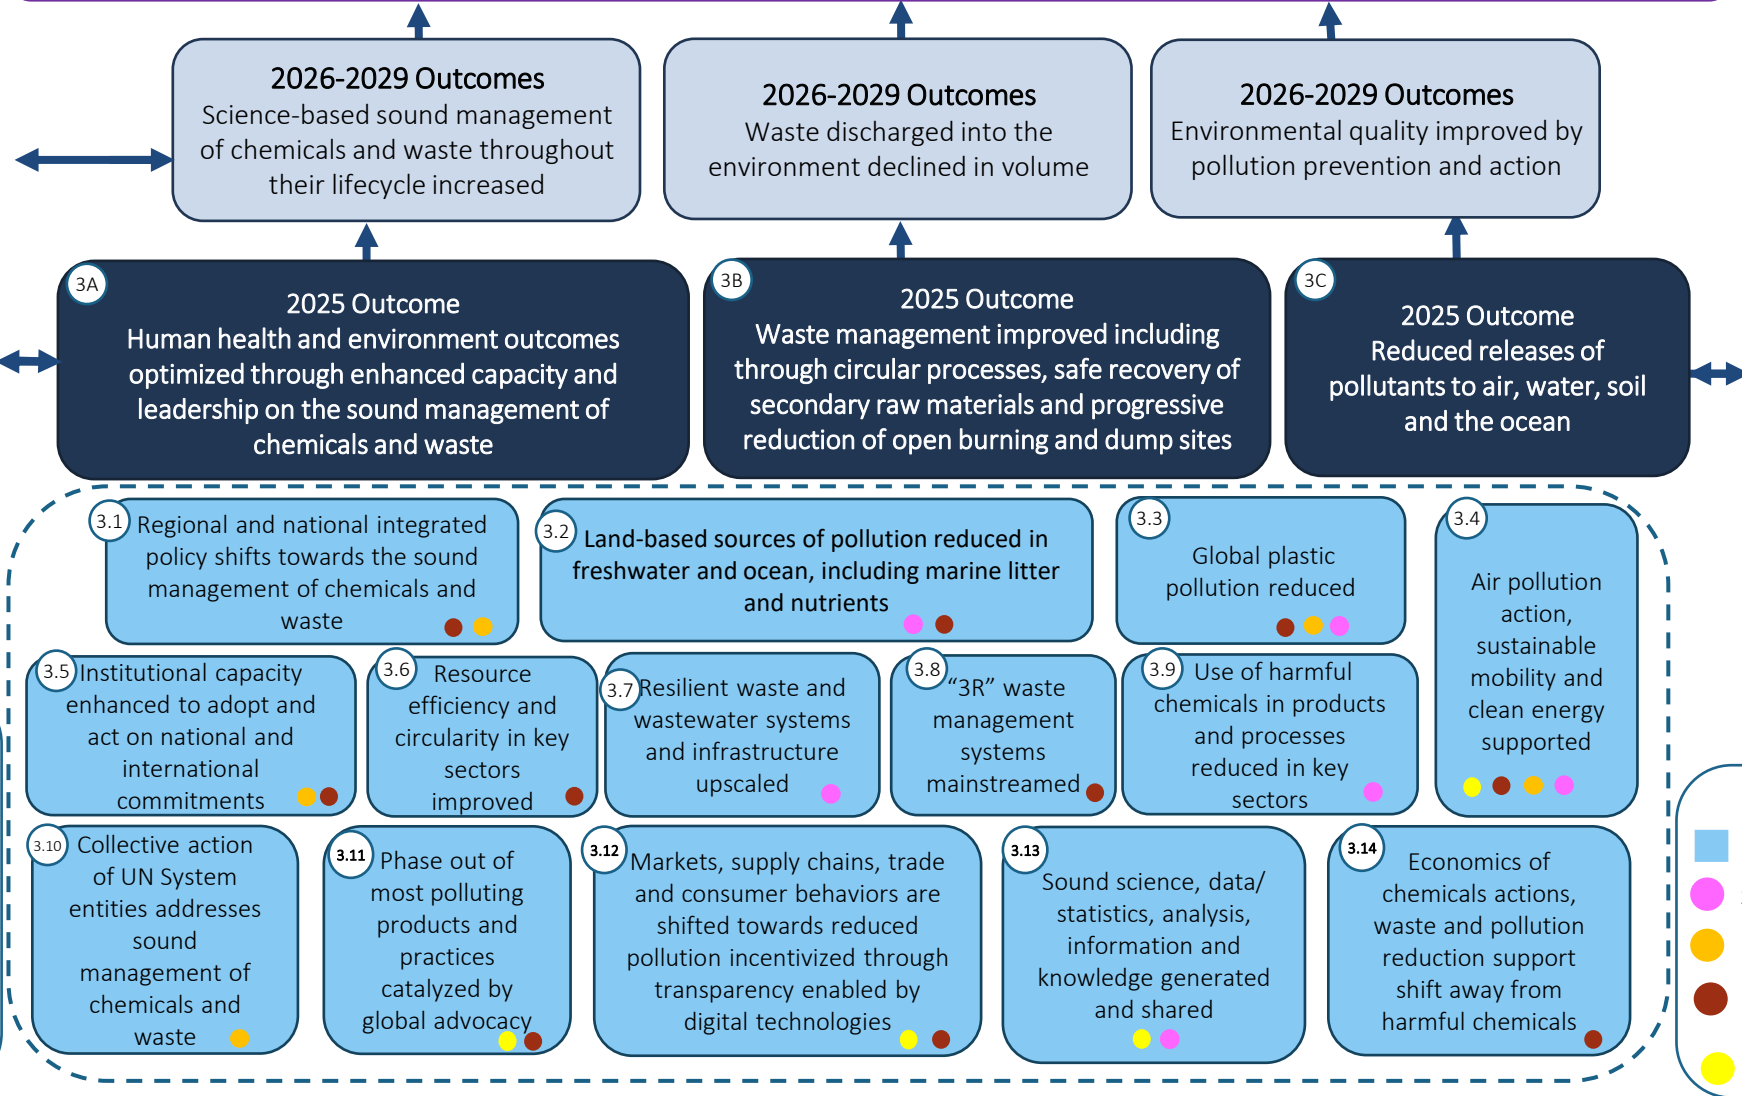 2026-2029 Outcomes
Science-based sound management
of chemicals and waste throughout
their lifecycle increased
2026-2029 Outcomes
Waste discharged into the
environment declined in volume
2026-2029 Outcomes
Environmental quality improved by
pollution prevention and action
3A
2025 Outcome
Human health and environment outcomes
optimized through enhanced capacity and
leadership on the sound management of
chemicals and waste
3B
2025 Outcome
Waste management improved including
through circular processes, safe recovery of
secondary raw materials and progressive
reduction of open burning and dump sites
3C
2025 Outcome
Reduced releases of
pollutants to air, water, soil
and the ocean
3.1
Regional and national integrated
policy shifts towards the sound
management of chemicals and
waste
3.2
Land-based sources of pollution reduced in
freshwater and ocean, including marine litter
and nutrients
3.3
Global plastic
pollution reduced
3.4
Air pollution
action,
sustainable
mobility and
clean energy
supported
3.5
Institutional capacity
enhanced to adopt and
act on national and
international
commitments
3.6
Resource
efficiency and
circularity in key
sectors
improved
3.7
Resilient waste and
wastewater systems
and infrastructure
upscaled
3.8
“3R” waste
management
systems
mainstreamed
3.9
Use of harmful
chemicals in products
and processes
reduced in key
sectors
3.10
Collective action
of UN System
entities addresses
sound
management of
chemicals and
waste
3.11
Phase out of
most polluting
products and
practices
catalyzed by
global advocacy
3.12
Markets, supply chains, trade
and consumer behaviors are
shifted towards reduced
pollution incentivized through
transparency enabled by
digital technologies
3.13
Sound science, data/
statistics, analysis,
information and
knowledge generated
and shared
3.14
Economics of
chemicals actions,
waste and pollution
reduction support
shift away from
harmful chemicals